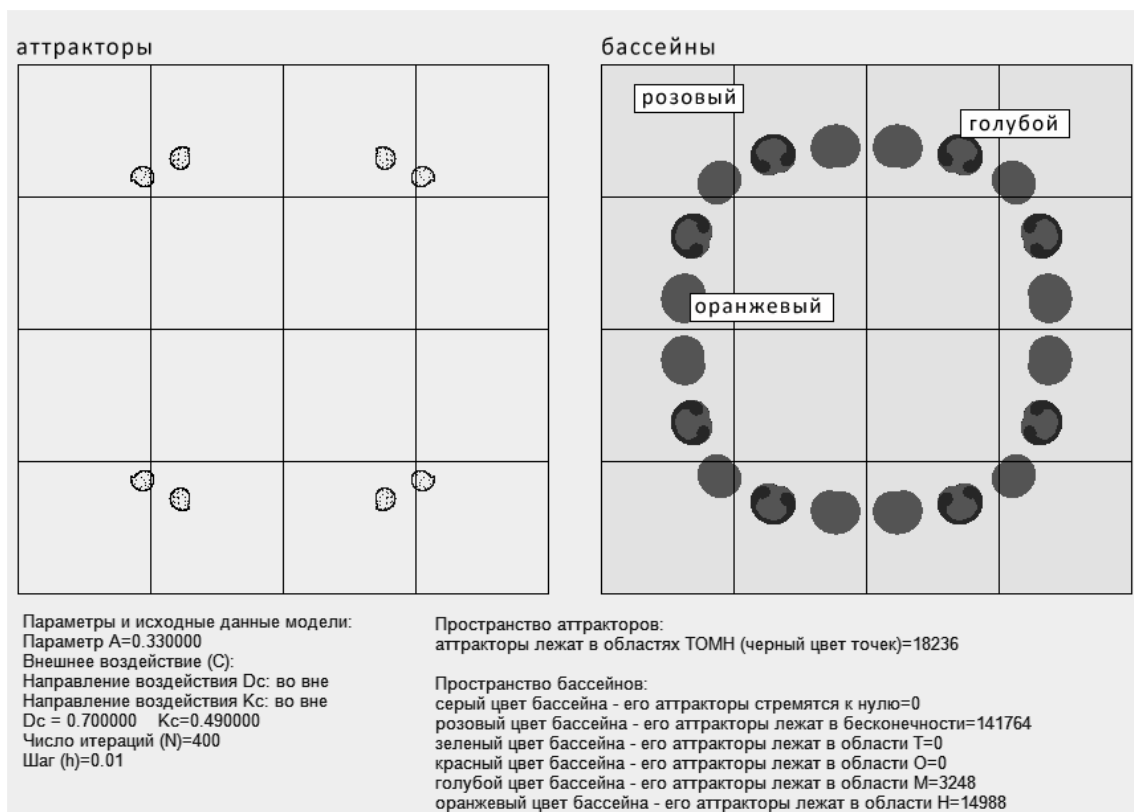 аттракторы
бассейны
розовый
голубой
оранжевый
Параметры и исходные данные модели:
Параметр А=0.330000
Внешнее воздействие (С):
Направление воздействия Dc: во вне
Направление воздействия Kc: во вне
Dc = 0.700000 Kc=0.490000
Число итераций (N)=400
Шаг (h)=0.01
Пространство аттракторов:
аттракторы лежат в областях ТОМН (черный цвет точек)=18236
Пространство бассейнов:
серый цвет бассейна - его аттракторы стремятся к нулю=0
розовый цвет бассейна - его аттракторы лежат в бесконечности=141764
зеленый цвет бассейна - его аттракторы лежат в области Т=0
красный цвет бассейна - его аттракторы лежат в области О=0
голубой цвет бассейна - его аттракторы лежат в области М=3248
оранжевый цвет бассейна - его аттракторы лежат в области Н=14988